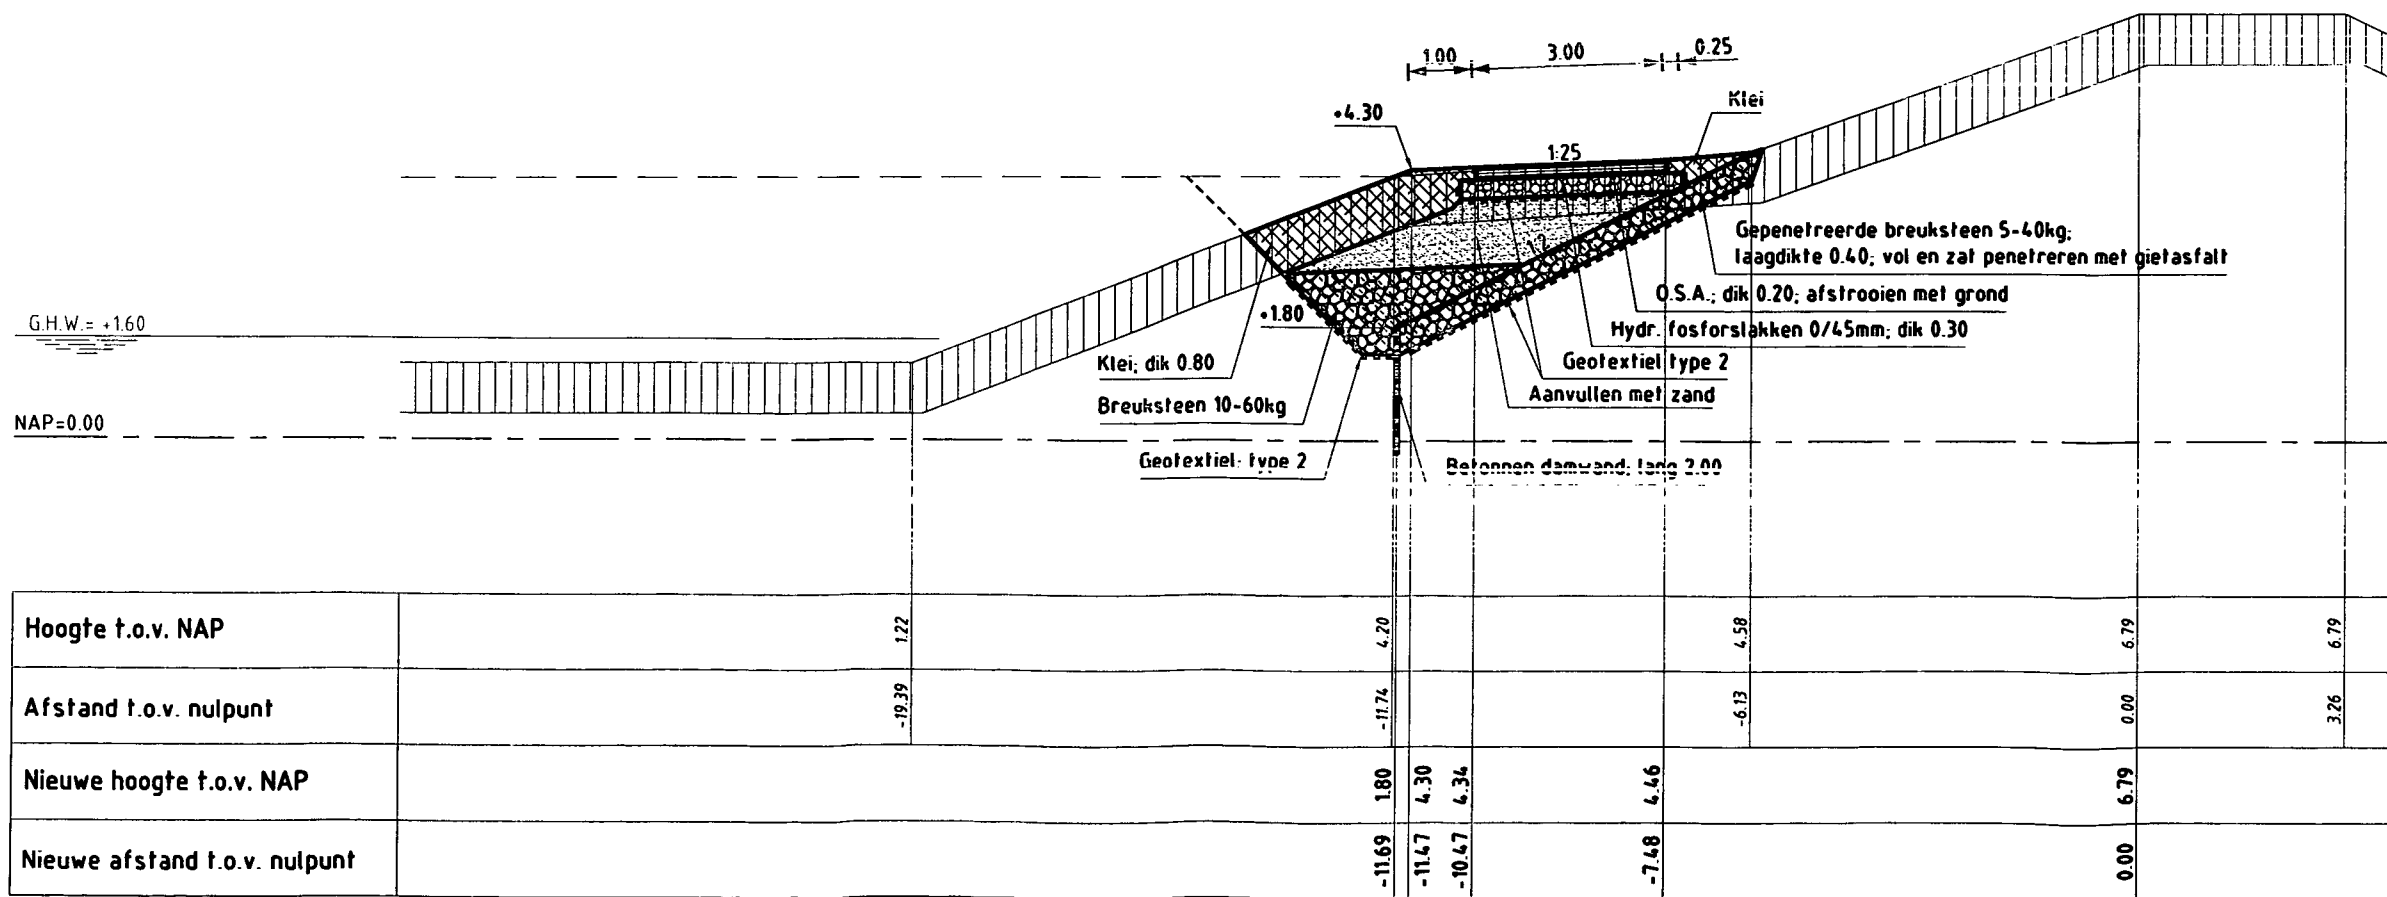 1.00 3.00 0.25
Klei
+4.30
1:25
1:2
Gepenetreerde breuksteen 5-40kg;
laagdikte 0.40; vol en zat penetreren met gietasfalt
O.S.A.; dik 0.20; afstrooien met grond
G.H.W.= +1.60
+1.80
Hydr. fosforslakken 0/45mm; dik 0.30
Klei; dik 0.80
Geotextiel type 2
Aanvullen met zand
Breuksteen 10-60kg
NAP=0.00
Geotextiel; type 2
Betonnen damwand; lang 2.00
Hoogte t.o.v. NAP 1.22 4.20 4.58 6.79 6.79
Afstand t.o.v. nulpunt -19.39 -11.74 -6.13 0.00 3.26
Nieuwe hoogte t.o.v. NAP 1.80 4.30 4.34 4.46 6.79
Nieuwe afstand t.o.v. nulpunt -11.69 -11.47 -10.47 -7.48 0.00